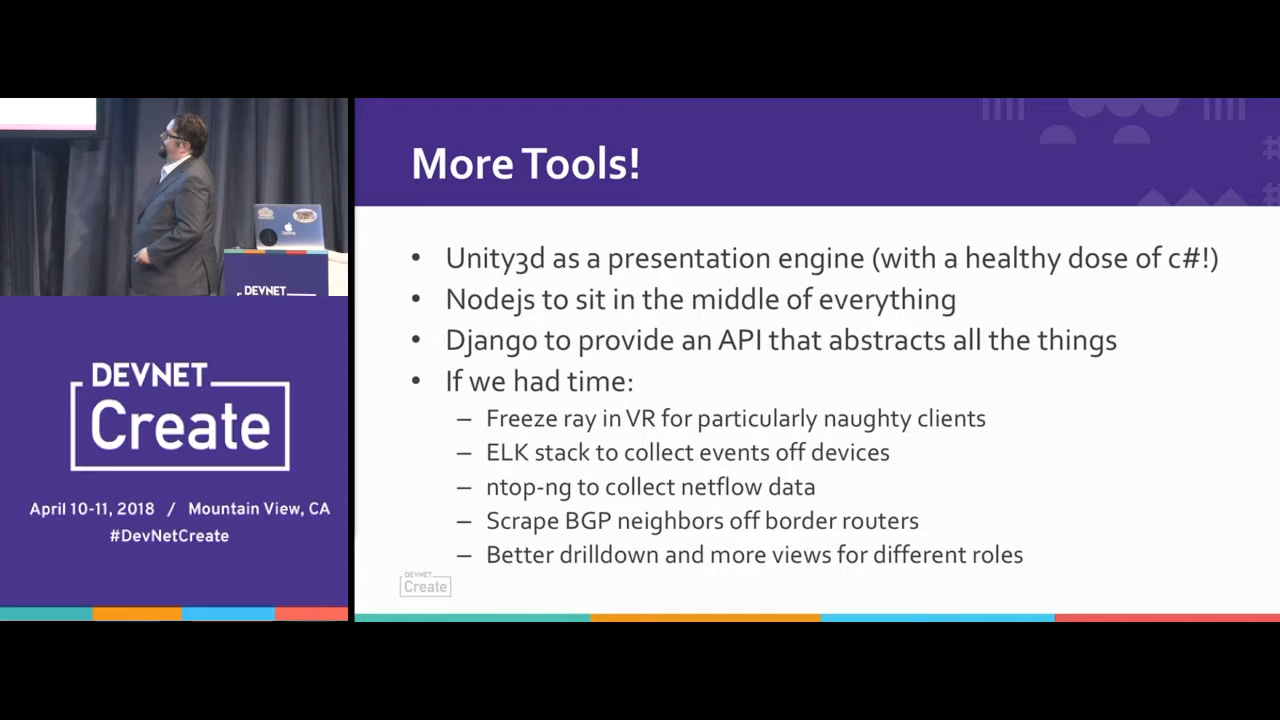 More Tools!
• Unity3d as a presentation engine (with a healthy dose of c#!)
• Nodejs to sit in the middle of everything
• Django to provide an API that abstracts all the things
• If we had time:
– Freeze ray in VR for particularly naughty clients
– ELK stack to collect events off devices
– ntop-ng to collect netflow data
– Scrape BGP neighbors off border routers
– Better drilldown and more views for different roles
DEVNET
Create
DEVNET
DEVNET
Create
April 10-11, 2018 / Mountain View, CA
#DevNetCreate